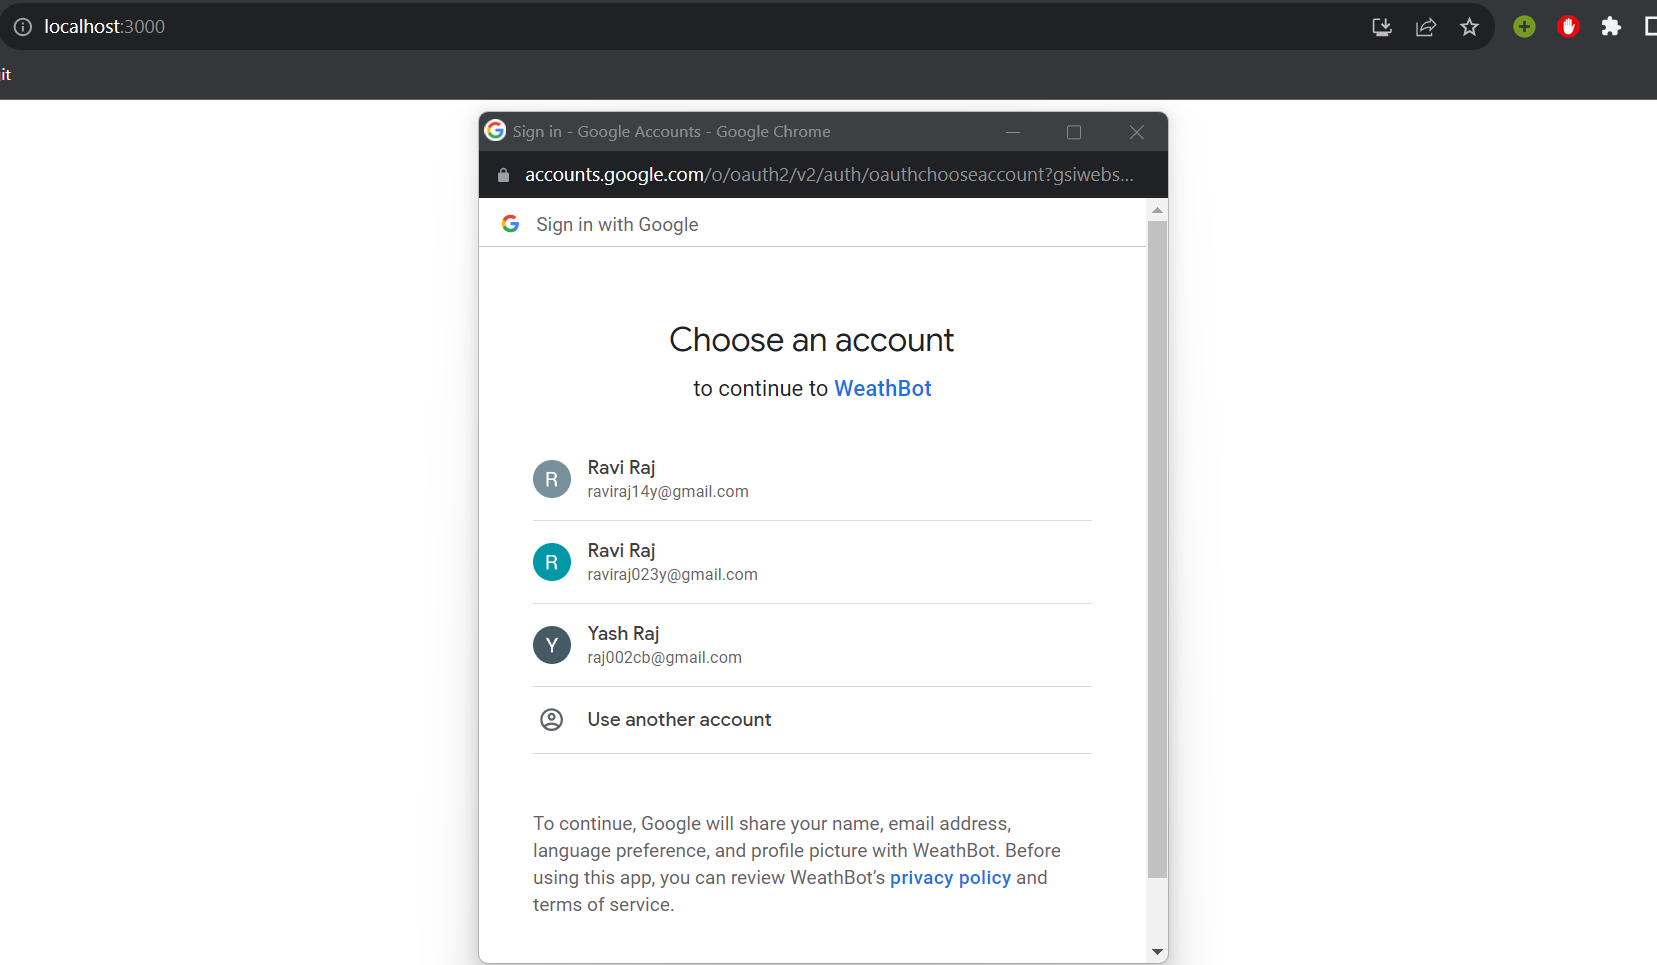 localhost:3000
it
Sign in - Google Accounts - Google Chrome
accounts.google.com/o/oauth2/v2/auth/oauthchooseaccount?gsiwebs...
Sign in with Google
Choose an account
to continue to WeathBot
R
Ravi Raj
raviraj14y@gmail.com
R
Ravi Raj
raviraj023y@gmail.com
Y
Yash Raj
raj002cb@gmail.com
Use another account
To continue, Google will share your name, email address,
language preference, and profile picture with WeathBot. Before
using this app, you can review WeathBot's privacy policy and
terms of service.